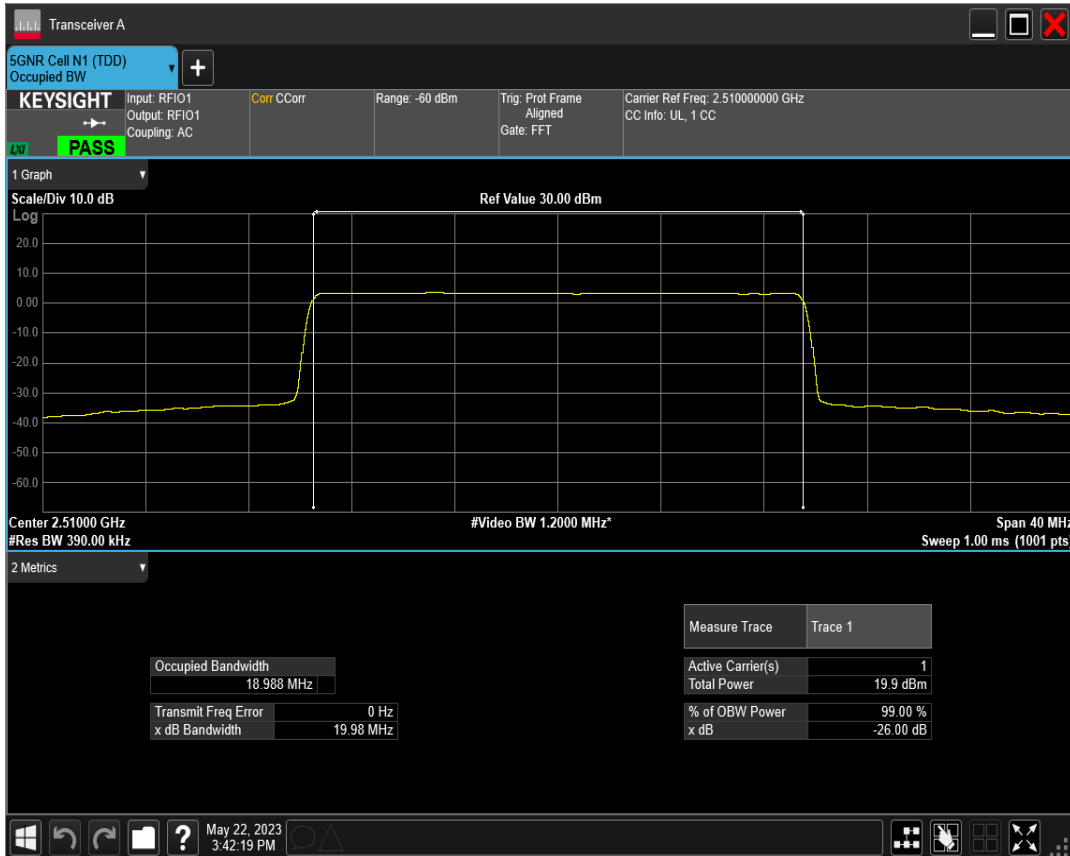 Transceiver A
5GNR Cell N1 (TDD)
Occupied BW
+
KEYSIGHT
LXI
PASS
Input: RFIO1
Output: RFIO1
Coupling: AC
Corr CCorr
Range: -60 dBm
Trig: Prot Frame
Aligned
Gate: FFT
Carrier Ref Freq: 2.510000000 GHz
CC Info: UL, 1 CC
1 Graph
Scale/Div 10.0 dB
Ref Value 30.00 dBm
Log
20.0
10.0
0.00
-10.0
-20.0
-30.0
-40.0
-50.0
-60.0
Center 2.51000 GHz
#Video BW 1.2000 MHz*
Span 40 MHz
#Res BW 390.00 kHz
Sweep 1.00 ms (1001 pts)
2 Metrics
Measure Trace Trace 1
Occupied Bandwidth
18.988 MHz
Active Carrier(s) 1
Total Power 19.9 dBm
Transmit Freq Error 0 Hz
x dB Bandwidth 19.98 MHz
% of OBW Power 99.00 %
x dB -26.00 dB
?
May 22, 2023
3:42:19 PM